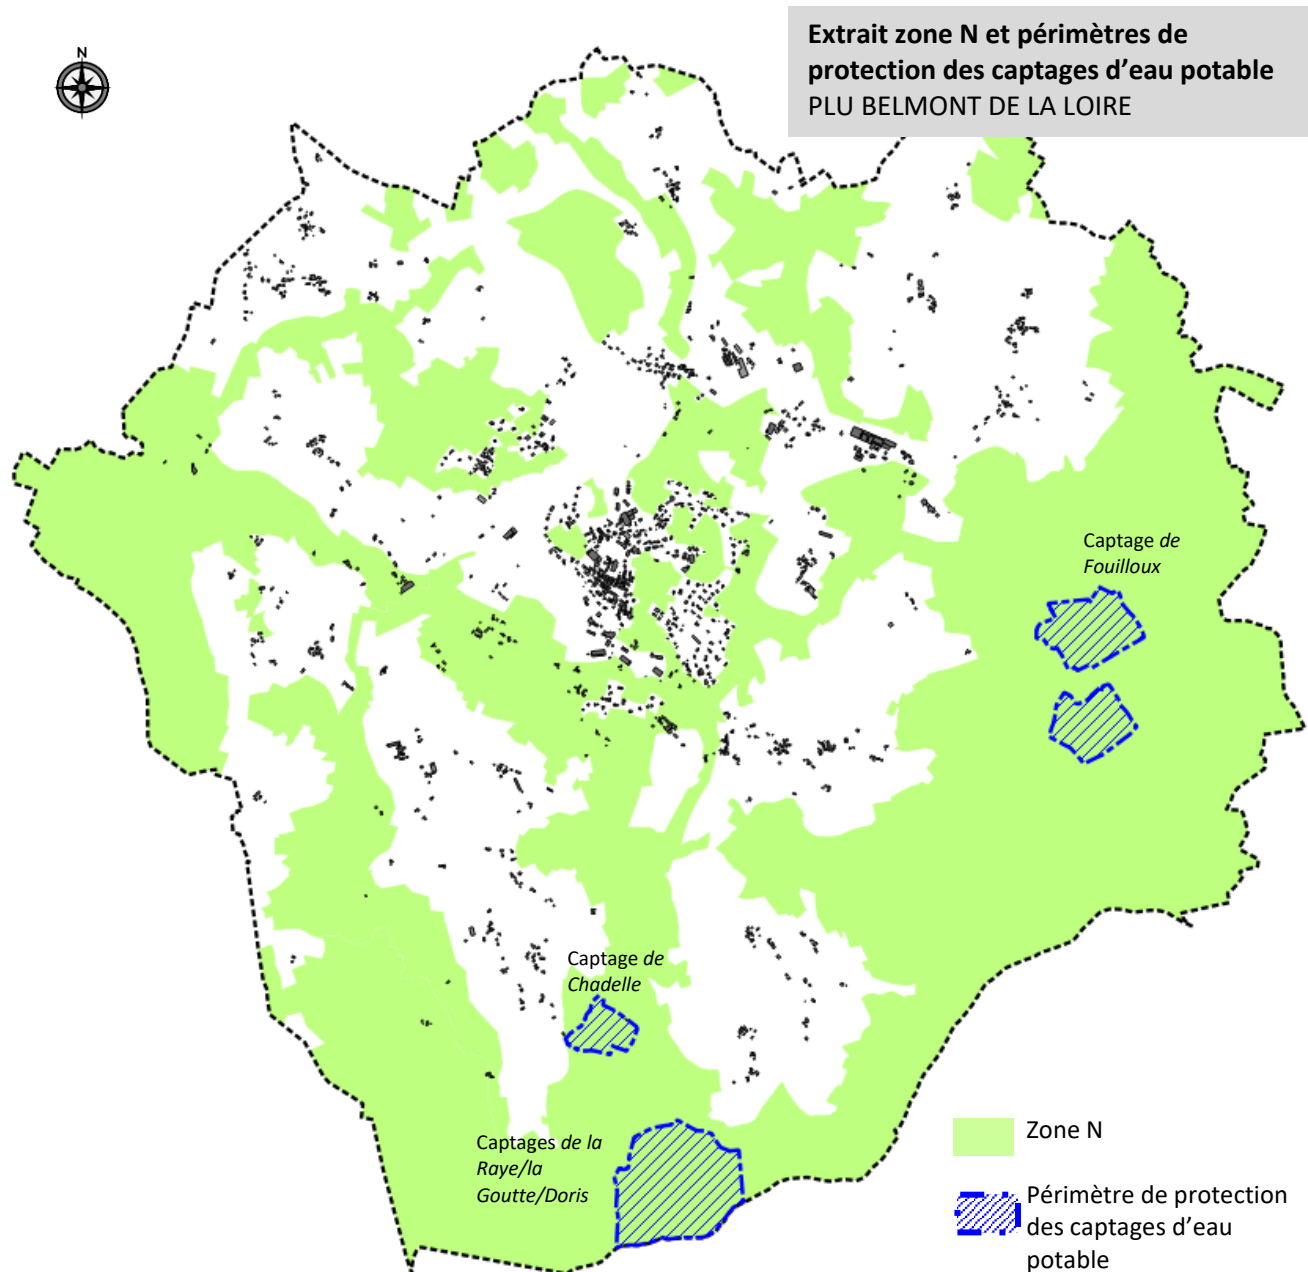 Extrait zone N et périmètres de
protection des captages d’eau potable
PLU BELMONT DE LA LOIRE
N
Captage de
Fouilloux
Captage de
Chadelle
Captages de la
Raye/la
Goutte/Doris
Zone N
Périmètre de protection
des captages d’eau
potable